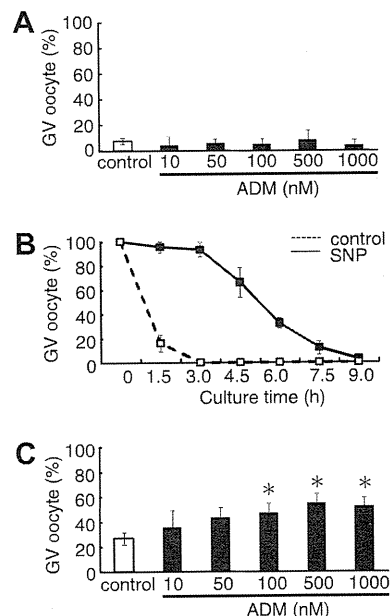 A
GV oocyte (%)
100
80
60
40
20
0
control 10 50 100 500 1000
ADM (nM)
B
control
SNP
GV oocyte (%)
100
80
60
40
20
0
0 1.5 3.0 4.5 6.0 7.5 9.0
Culture time (h)
C
GV oocyte (%)
100
80
60
40
20
0
* * *
control 10 50 100 500 1000
ADM (nM)